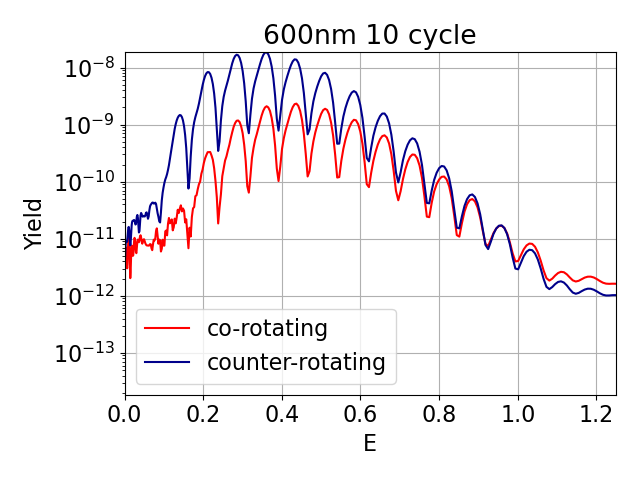 600nm 10 cycle
Yield
10⁻⁸
10⁻⁹
10⁻¹⁰
10⁻¹¹
10⁻¹²
10⁻¹³
co-rotating
counter-rotating
0.0 0.2 0.4 0.6 0.8 1.0 1.2
E